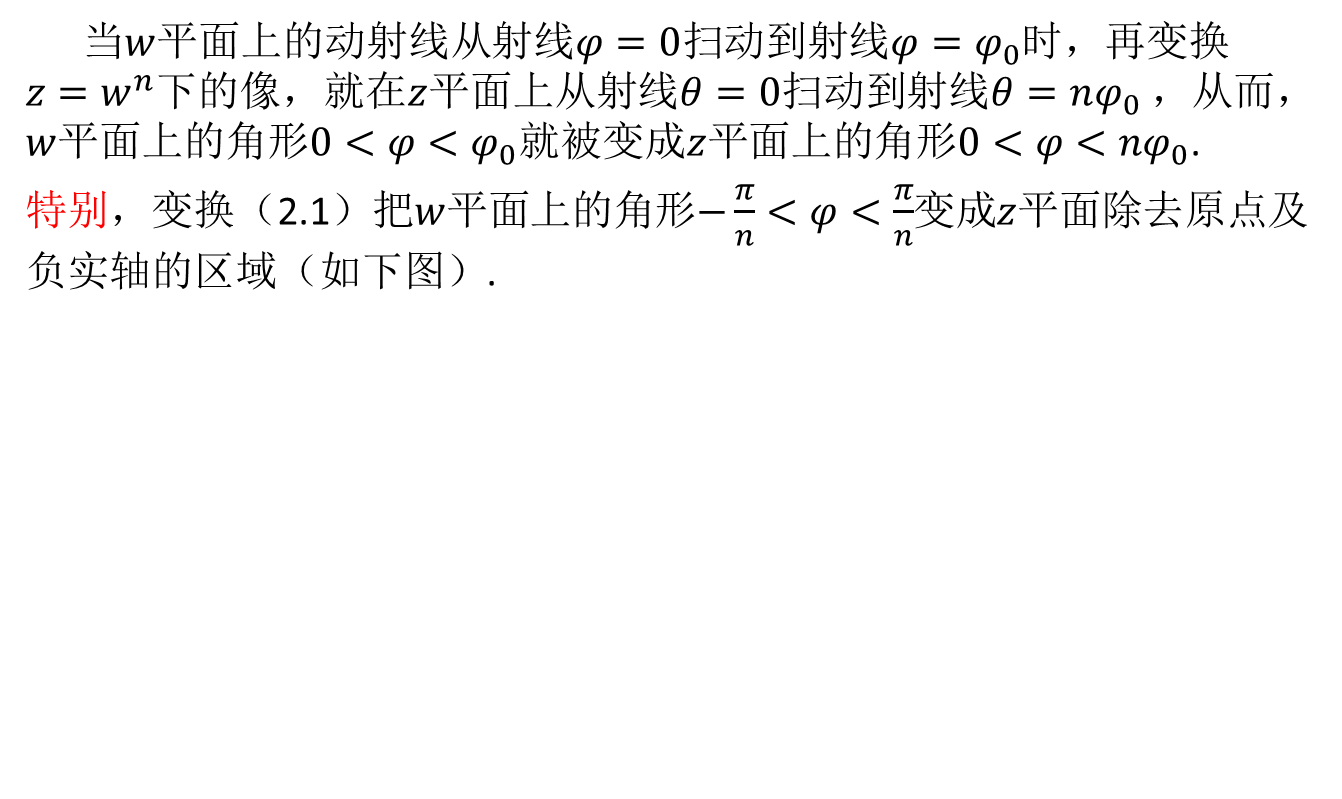 当w平面上的动射线从射线φ = 0扫动到射线φ = φ₀时，再变换
z = wⁿ下的像，就在z平面上从射线θ = 0扫动到射线θ = nφ₀ ，从而，
w平面上的角形0 < φ < φ₀就被变成z平面上的角形0 < φ < nφ₀.
特别，变换（2.1）把w平面上的角形−π/n < φ < π/n变成z平面除去原点及
负实轴的区域（如下图）.